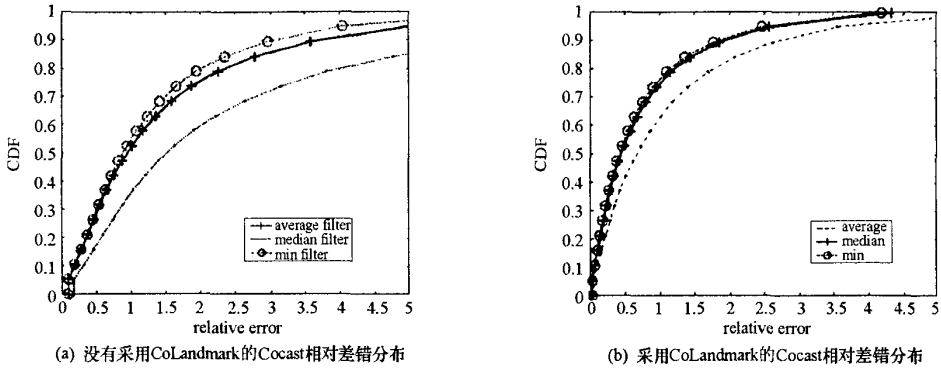 1
0.9
0.8
0.7
0.6
0.5
0.4
0.3
0.2
0.1
0
CDF
average filter
median filter
min filter
0 0.5 1 1.5 2 2.5 3 3.5 4 4.5 5
relative error
(a) 没有采用CoLandmark的Cocast相对差错分布
1
0.9
0.8
0.7
0.6
0.5
0.4
0.3
0.2
0.1
0
CDF
average
median
min
0 0.5 1 1.5 2 2.5 3 3.5 4 4.5 5
relative error
(b) 采用CoLandmark的Cocast相对差错分布